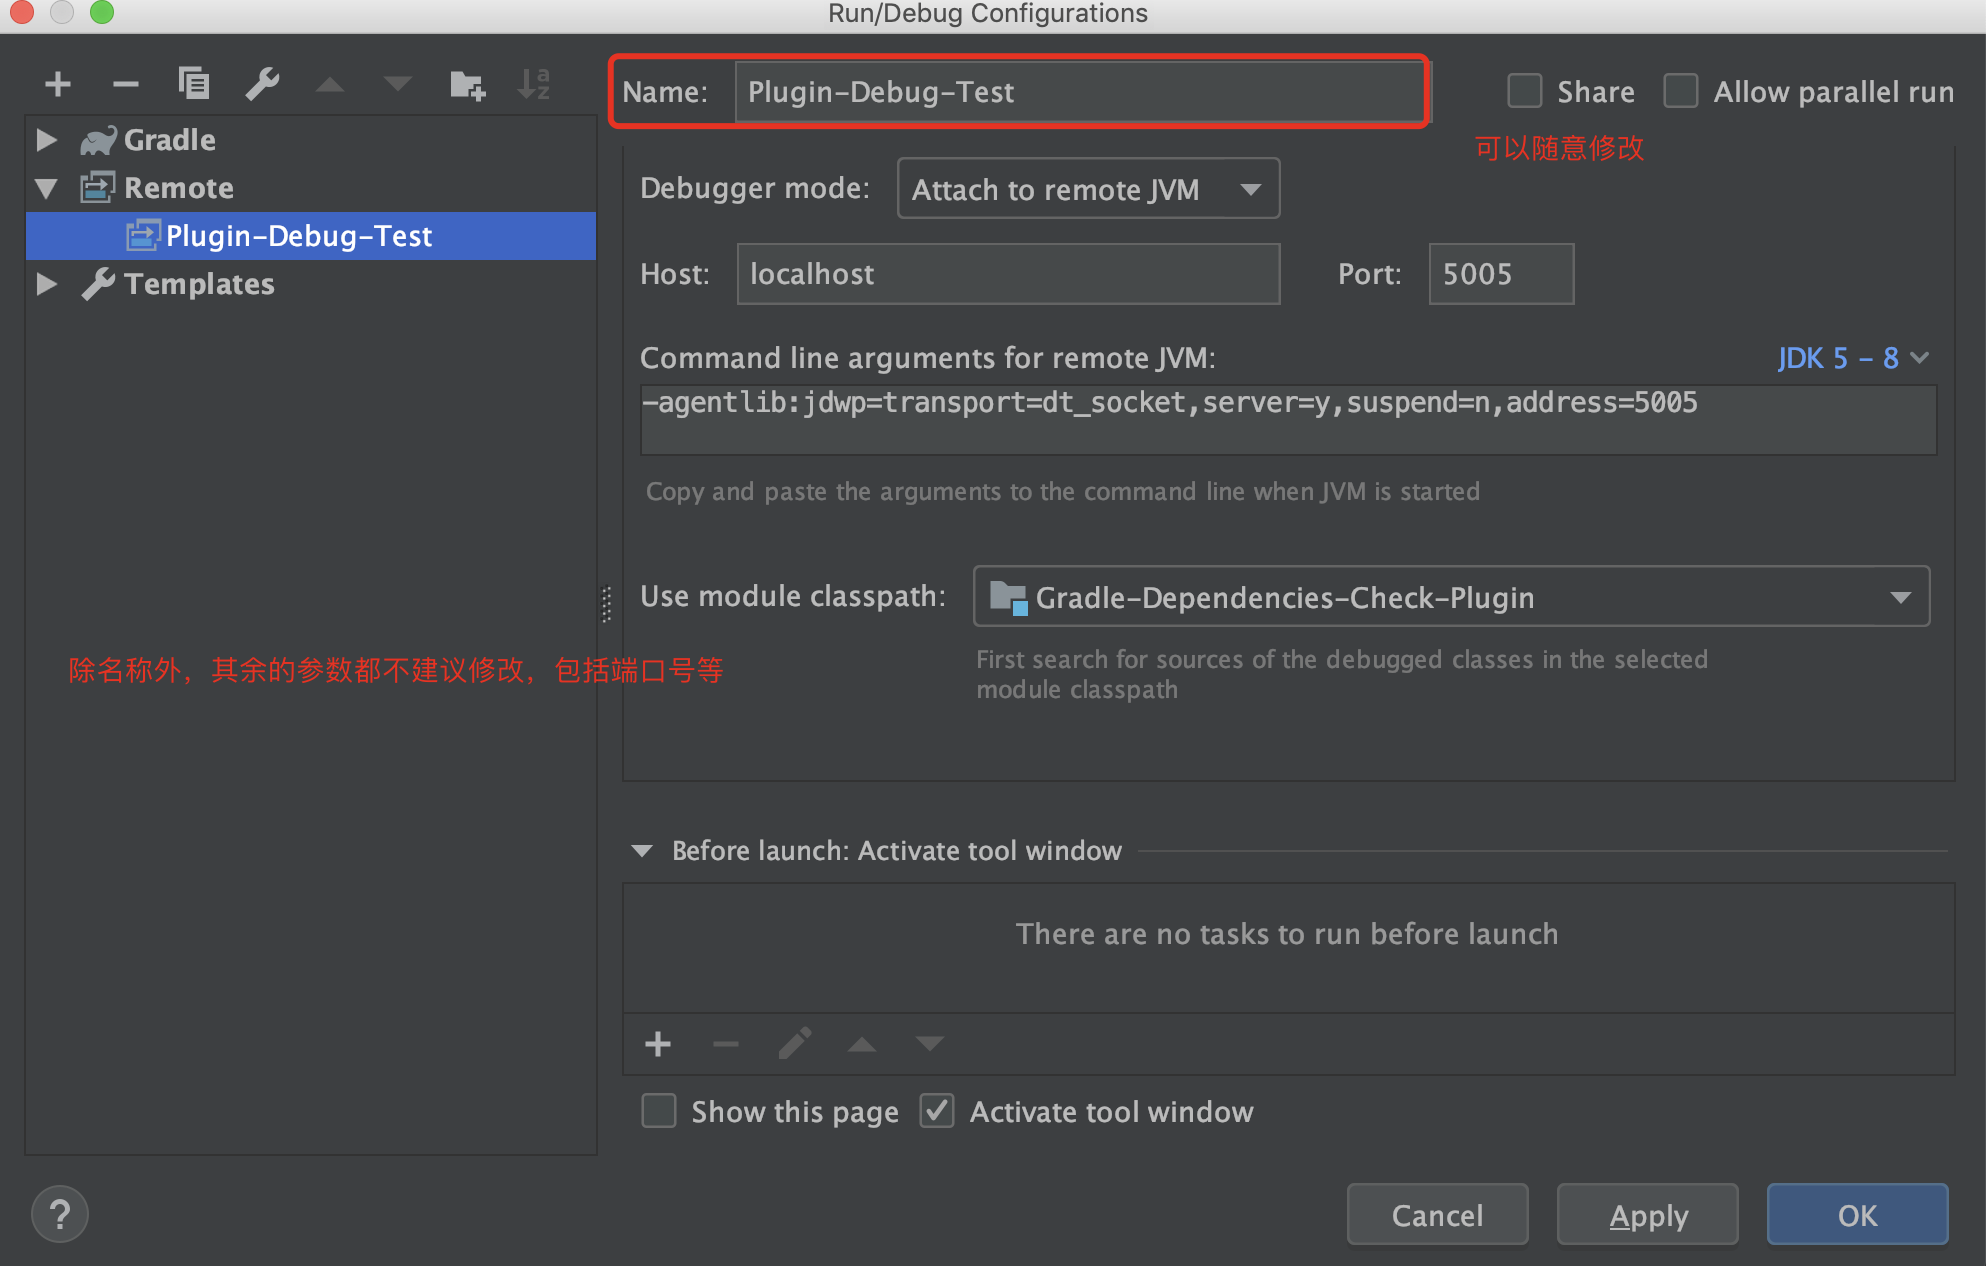 Run/Debug Configurations
Name: Plugin-Debug-Test
Share
Allow parallel run
可以随意修改
Gradle
Remote
Plugin-Debug-Test
Templates
Debugger mode: Attach to remote JVM
Host: localhost
Port: 5005
Command line arguments for remote JVM:
JDK 5 – 8
-agentlib:jdwp=transport=dt_socket,server=y,suspend=n,address=5005
Copy and paste the arguments to the command line when JVM is started
Use module classpath: Gradle-Dependencies-Check-Plugin
First search for sources of the debugged classes in the selected
module classpath
除名称外，其余的参数都不建议修改，包括端口号等
Before launch: Activate tool window
There are no tasks to run before launch
Show this page
Activate tool window
?
Cancel
Apply
OK